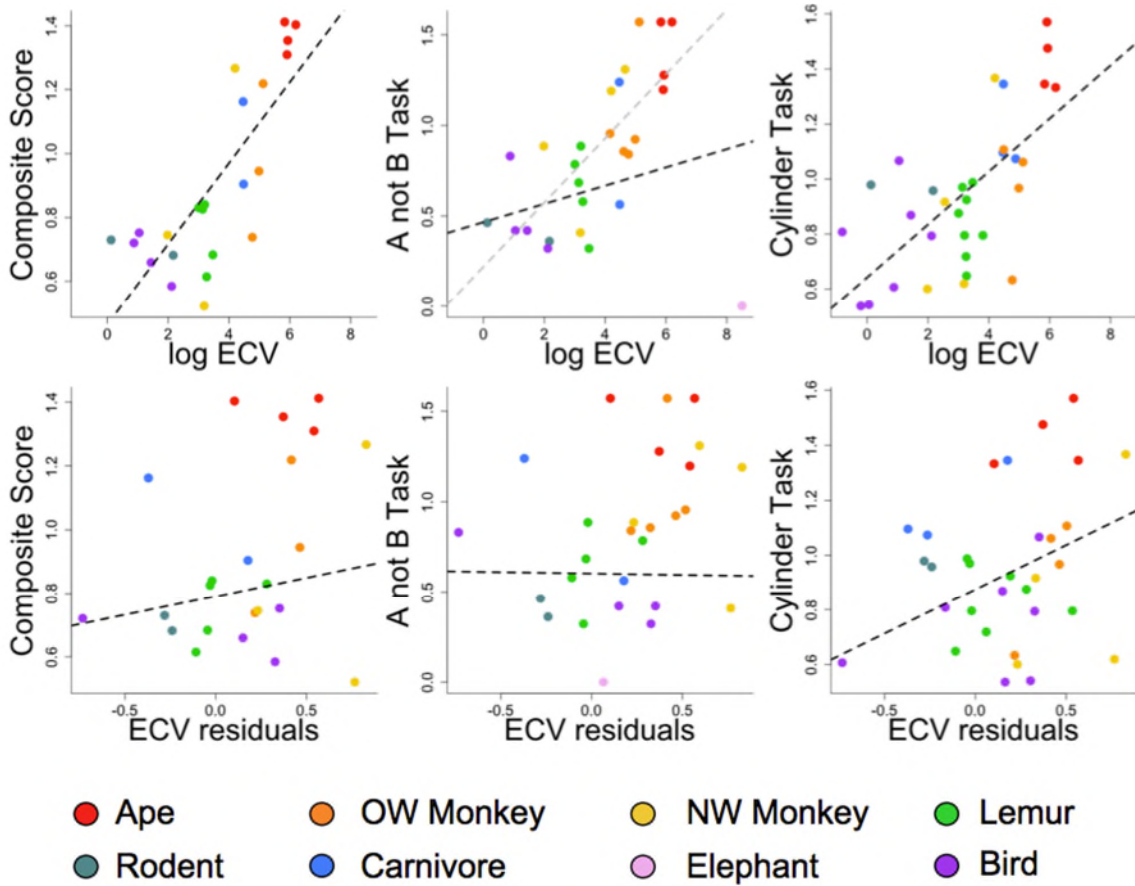 Composite Score
1.4
1.2
1.0
0.8
0.6
0 2 4 6 8
log ECV
A not B Task
1.5
1.0
0.5
0.0
0 2 4 6 8
log ECV
Cylinder Task
1.6
1.4
1.2
1.0
0.8
0.6
0 2 4 6 8
log ECV
Composite Score
1.4
1.2
1.0
0.8
0.6
-0.5 0.0 0.5
ECV residuals
A not B Task
1.5
1.0
0.5
0.0
-0.5 0.0 0.5
ECV residuals
Cylinder Task
1.6
1.4
1.2
1.0
0.8
0.6
-0.5 0.0 0.5
ECV residuals
Ape OW Monkey NW Monkey Lemur
Rodent Carnivore Elephant Bird